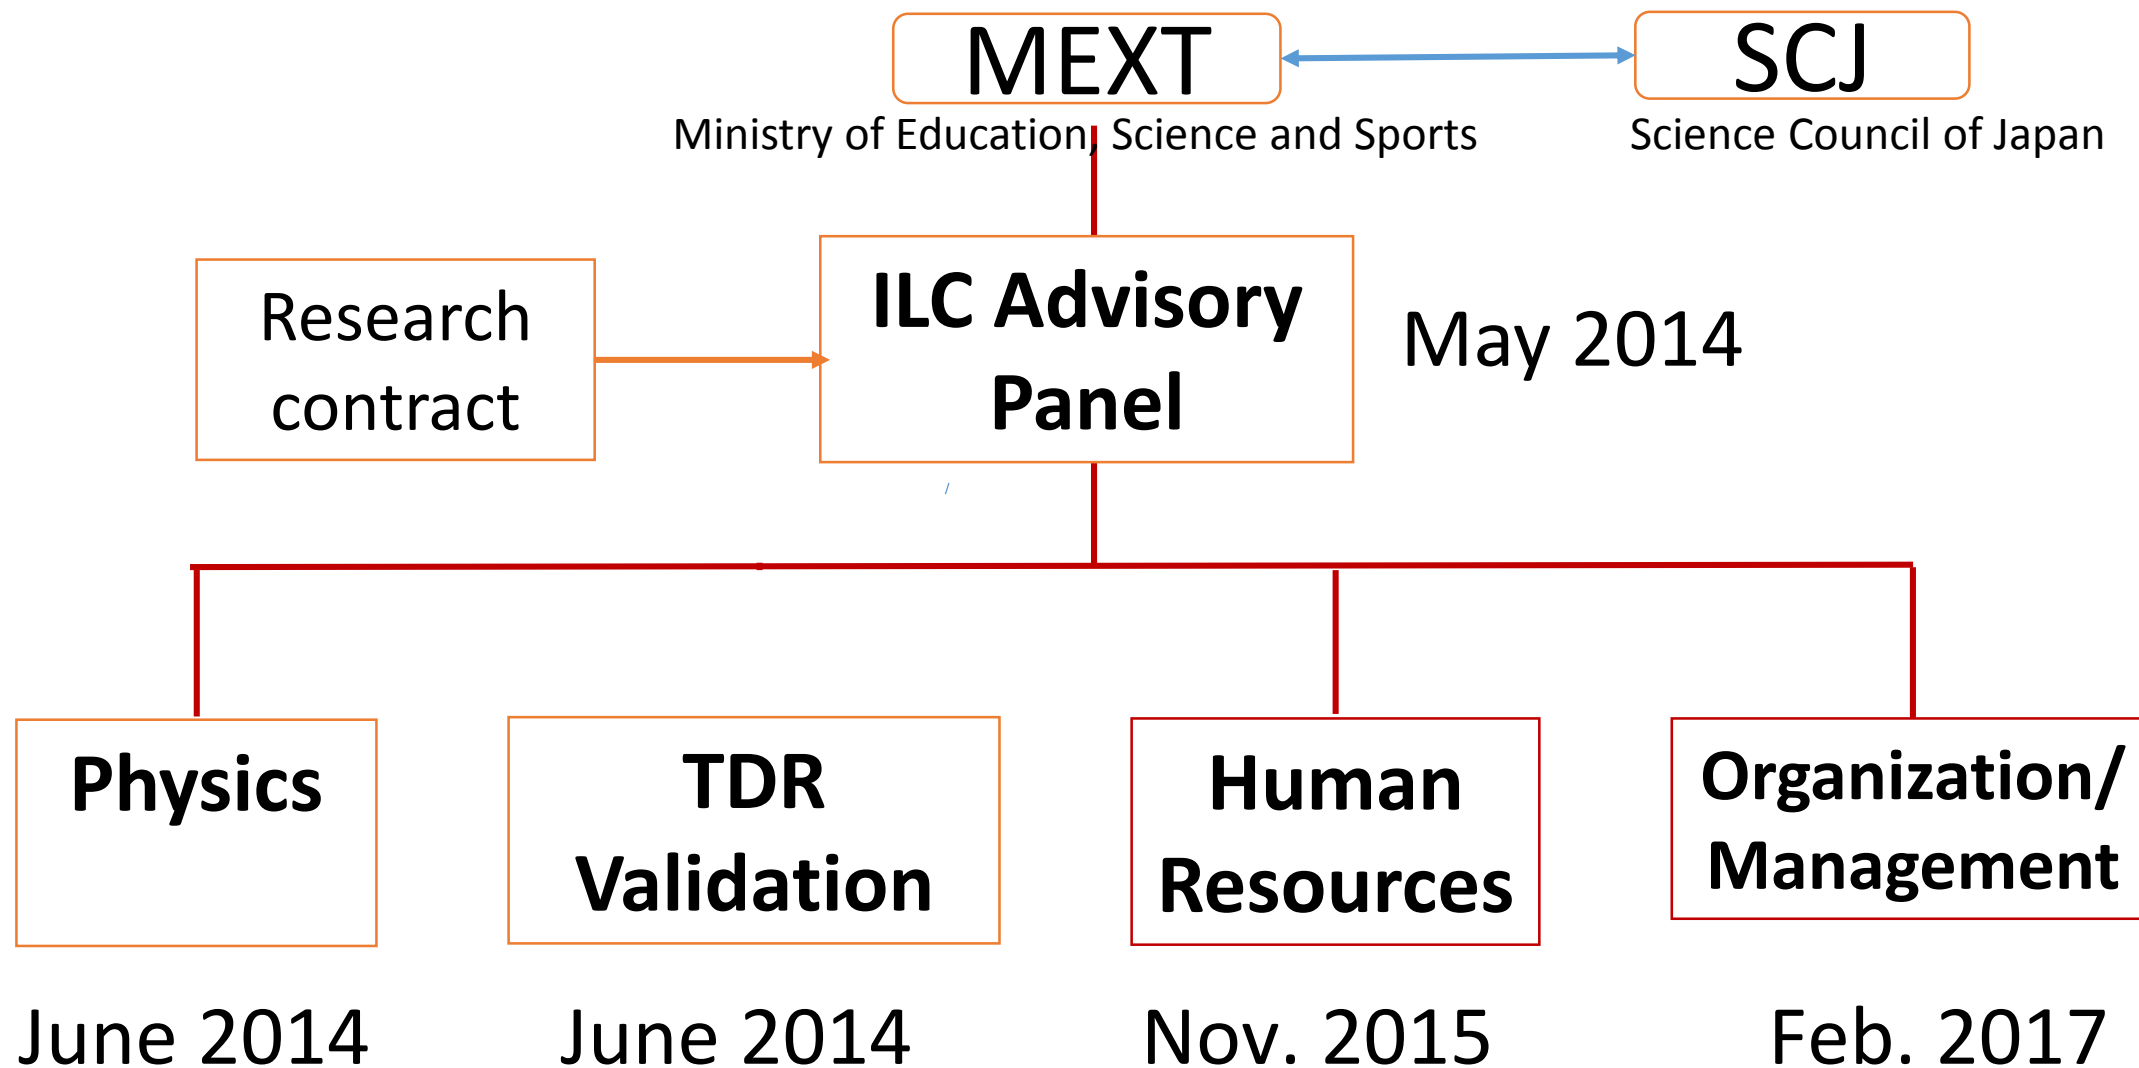 MEXT
SCJ
Ministry of Education, Science and Sports
Science Council of Japan
Research
contract
ILC Advisory
Panel
May 2014
/
Physics
TDR
Validation
Human
Resources
Organization/
Management
June 2014
June 2014
Nov. 2015
Feb. 2017